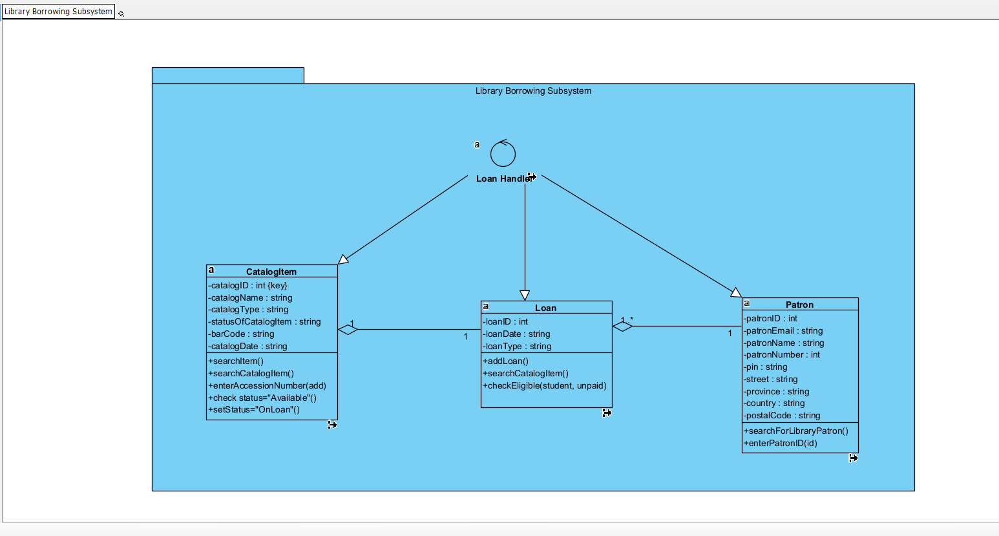 Library Borrowing Subsystem
Library Borrowing Subsystem
a
Loan Handler
a
CatalogItem
-catalogID : int {key}
-catalogName : string
-catalogType : string
-statusOfCatalogItem : string
-barCode : string
-catalogDate : string
+searchItem()
+searchCatalogItem()
+enterAccessionNumber(add)
+check status="Available"()
+setStatus="OnLoan"()
1
1
a
Loan
-loanID : int
-loanDate : string
-loanType : string
+addLoan()
+searchCatalogItem()
+checkEligible(student, unpaid)
1..*
1
a
Patron
-patronID : int
-patronEmail : string
-patronName : string
-patronNumber : int
-pin : string
-street : string
-province : string
-country : string
-postalCode : string
+searchForLibraryPatron()
+enterPatronID(id)